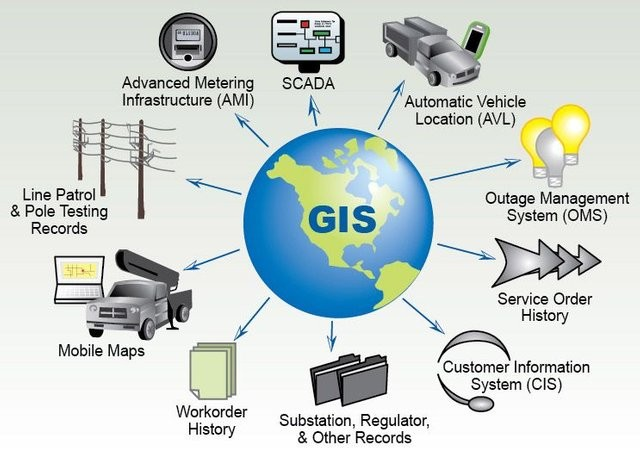 Advanced Metering
Infrastructure (AMI)
SCADA
Automatic Vehicle
Location (AVL)
Line Patrol
& Pole Testing
Records
GIS
Outage Management
System (OMS)
Service Order
History
Mobile Maps
Customer Information
System (CIS)
Workorder
History
Substation, Regulator,
& Other Records